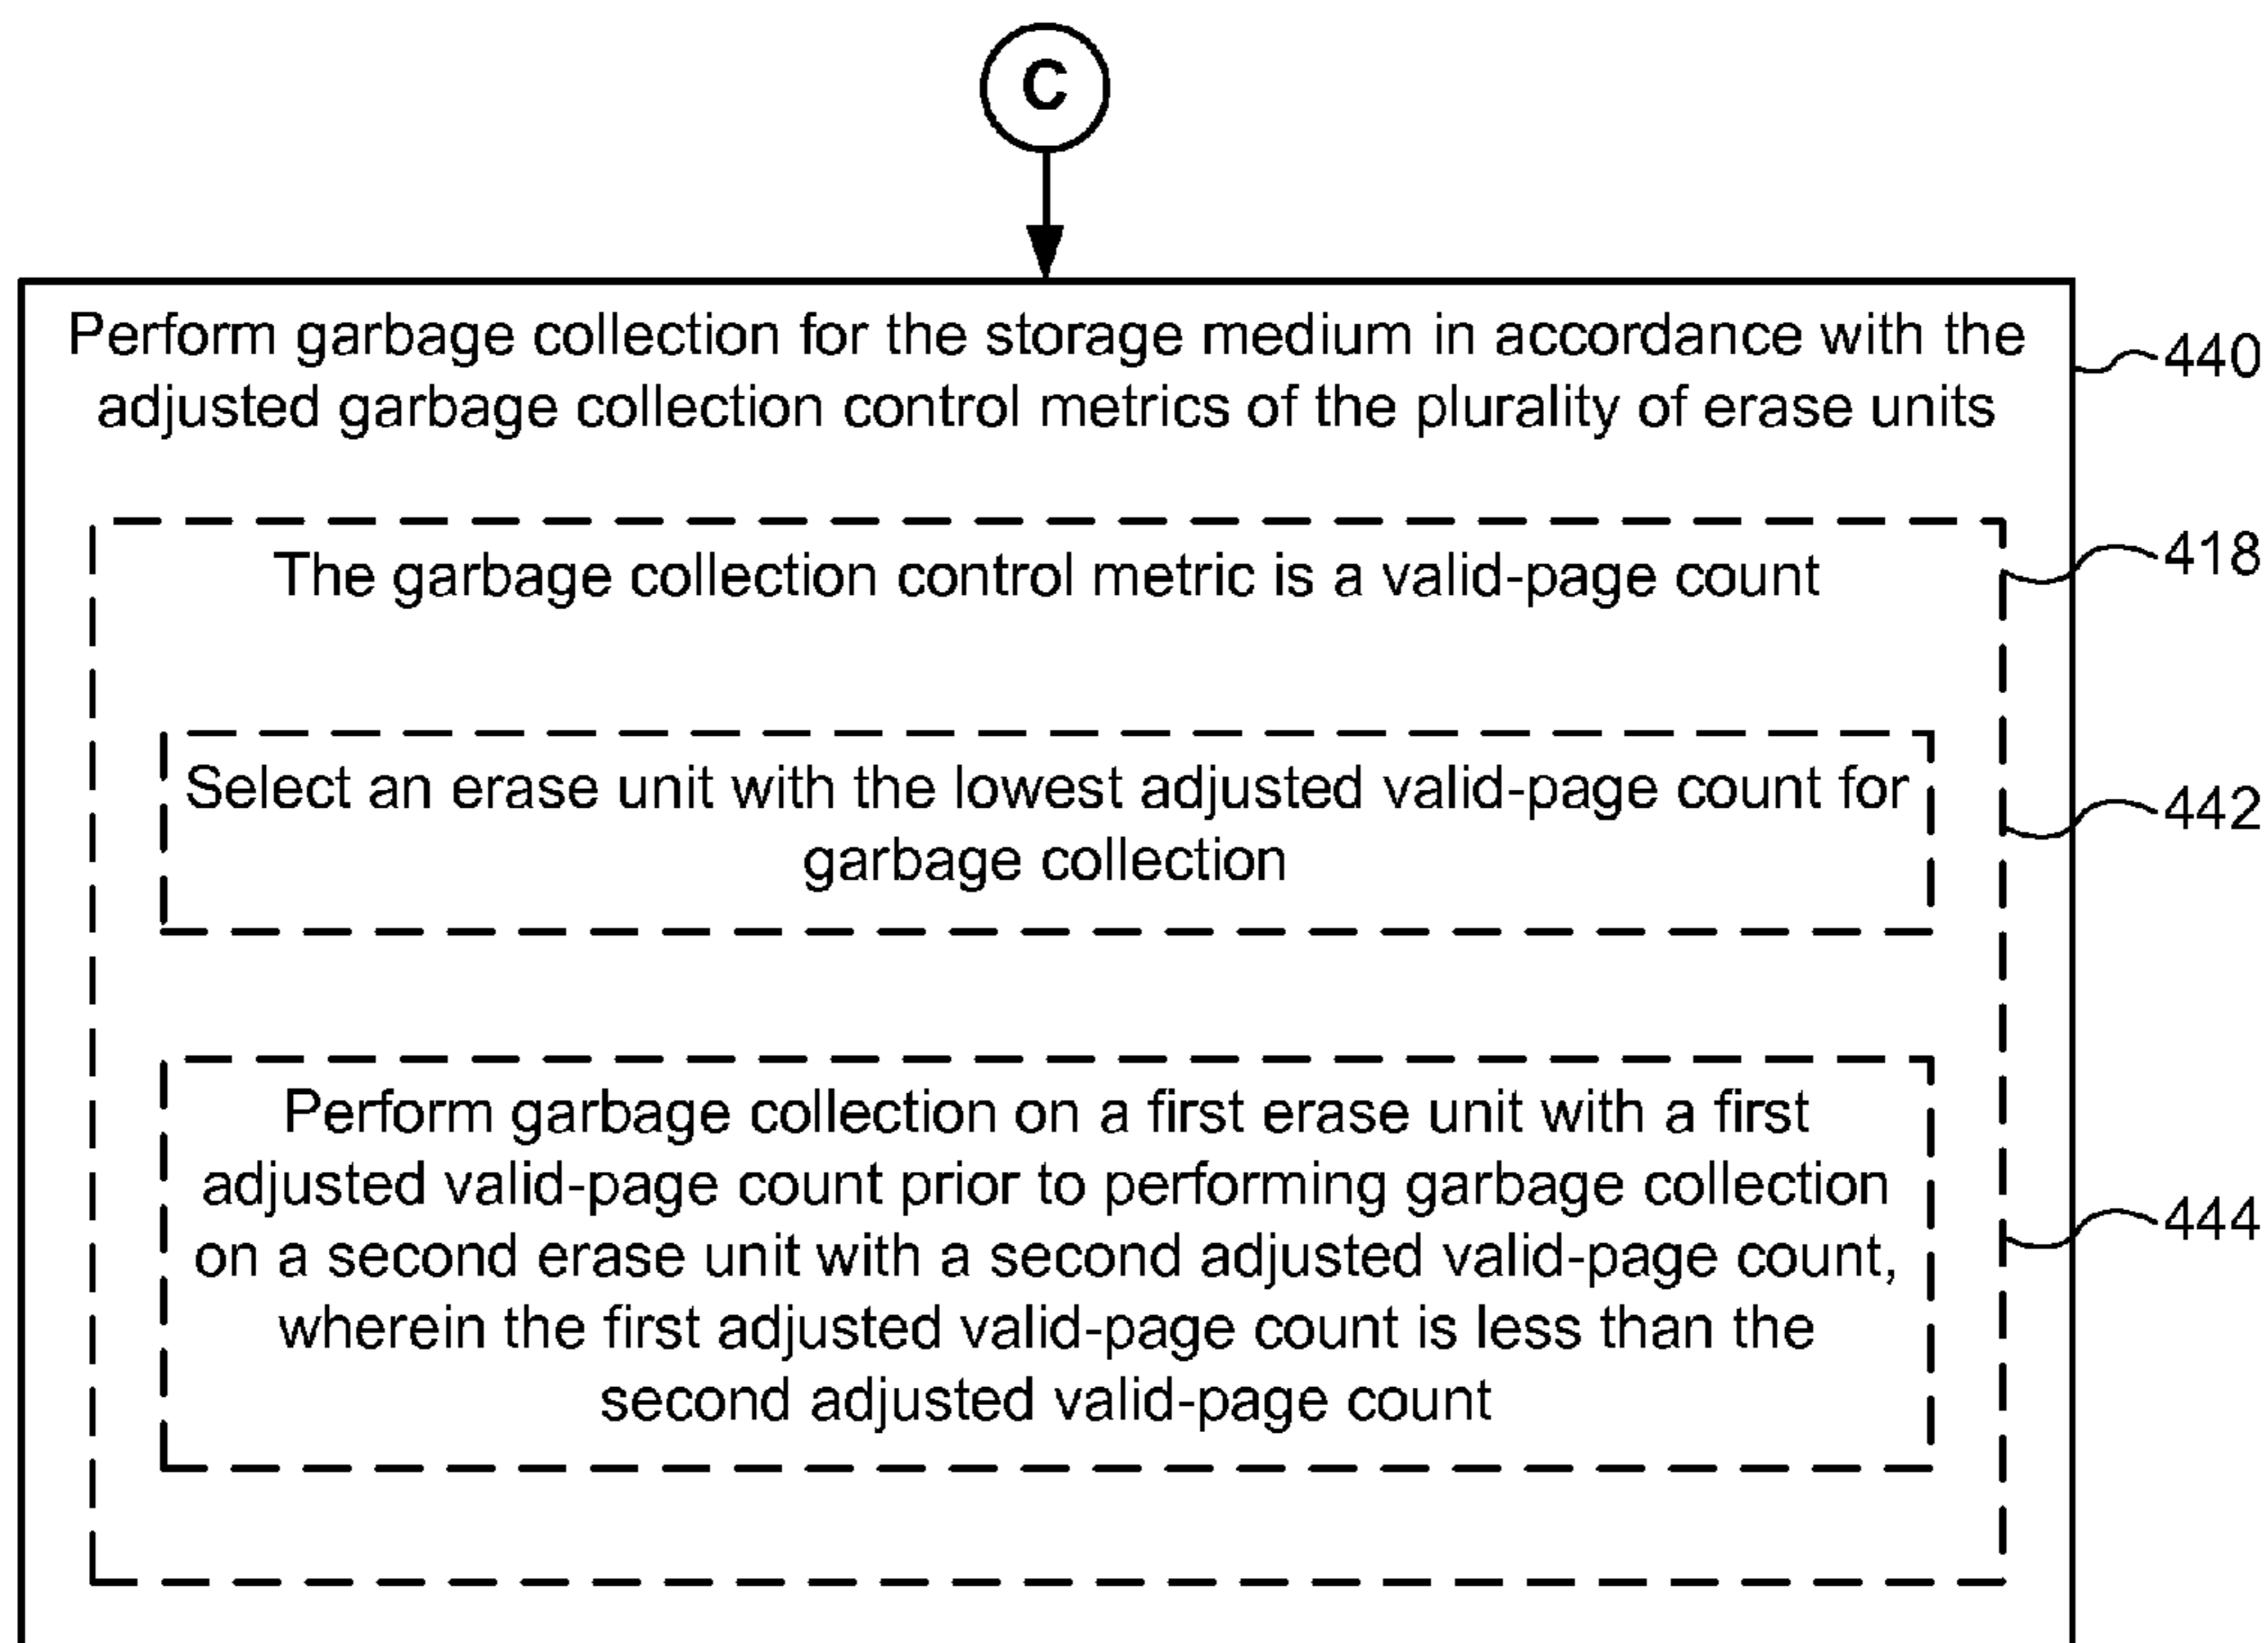 C
Perform garbage collection for the storage medium in accordance with the
adjusted garbage collection control metrics of the plurality of erase units
440
The garbage collection control metric is a valid-page count
418
Select an erase unit with the lowest adjusted valid-page count for
garbage collection
442
Perform garbage collection on a first erase unit with a first
adjusted valid-page count prior to performing garbage collection
on a second erase unit with a second adjusted valid-page count,
wherein the first adjusted valid-page count is less than the
second adjusted valid-page count
444